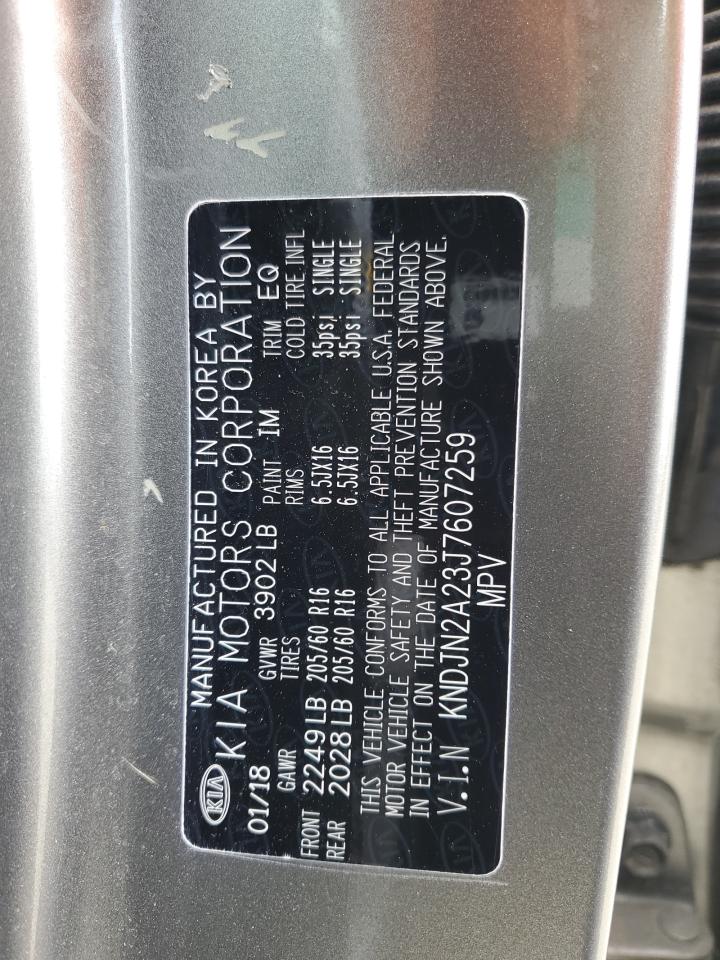 KIA
MANUFACTURED IN KOREA BY
KIA MOTORS CORPORATION
01/18 GVWR 3902 LB PAINT IM TRIM EQ
GAWR TIRES RIMS COLD TIRE INFL
FRONT 2249 LB 205/60 R16 6.5JX16 35psi SINGLE
REAR 2028 LB 205/60 R16 6.5JX16 35psi SINGLE
THIS VEHICLE CONFORMS TO ALL APPLICABLE U.S.A. FEDERAL
MOTOR VEHICLE SAFETY AND THEFT PREVENTION STANDARDS
IN EFFECT ON THE DATE OF MANUFACTURE SHOWN ABOVE.
V.I.N KNDJN2A23J7607259
MPV